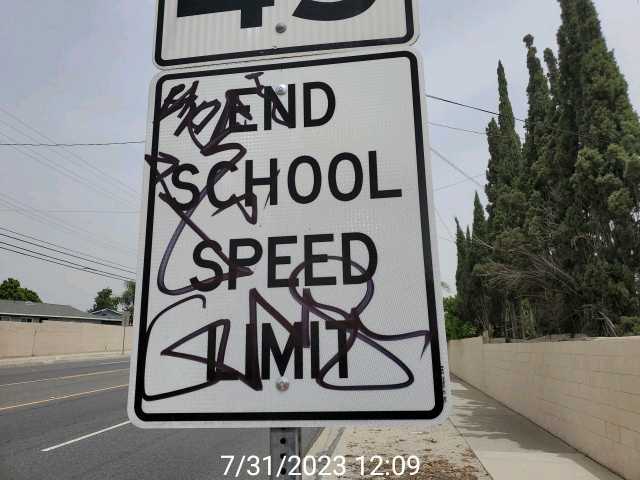 END
SCHOOL
SPEED
LIMIT
7/31/2023 12:09